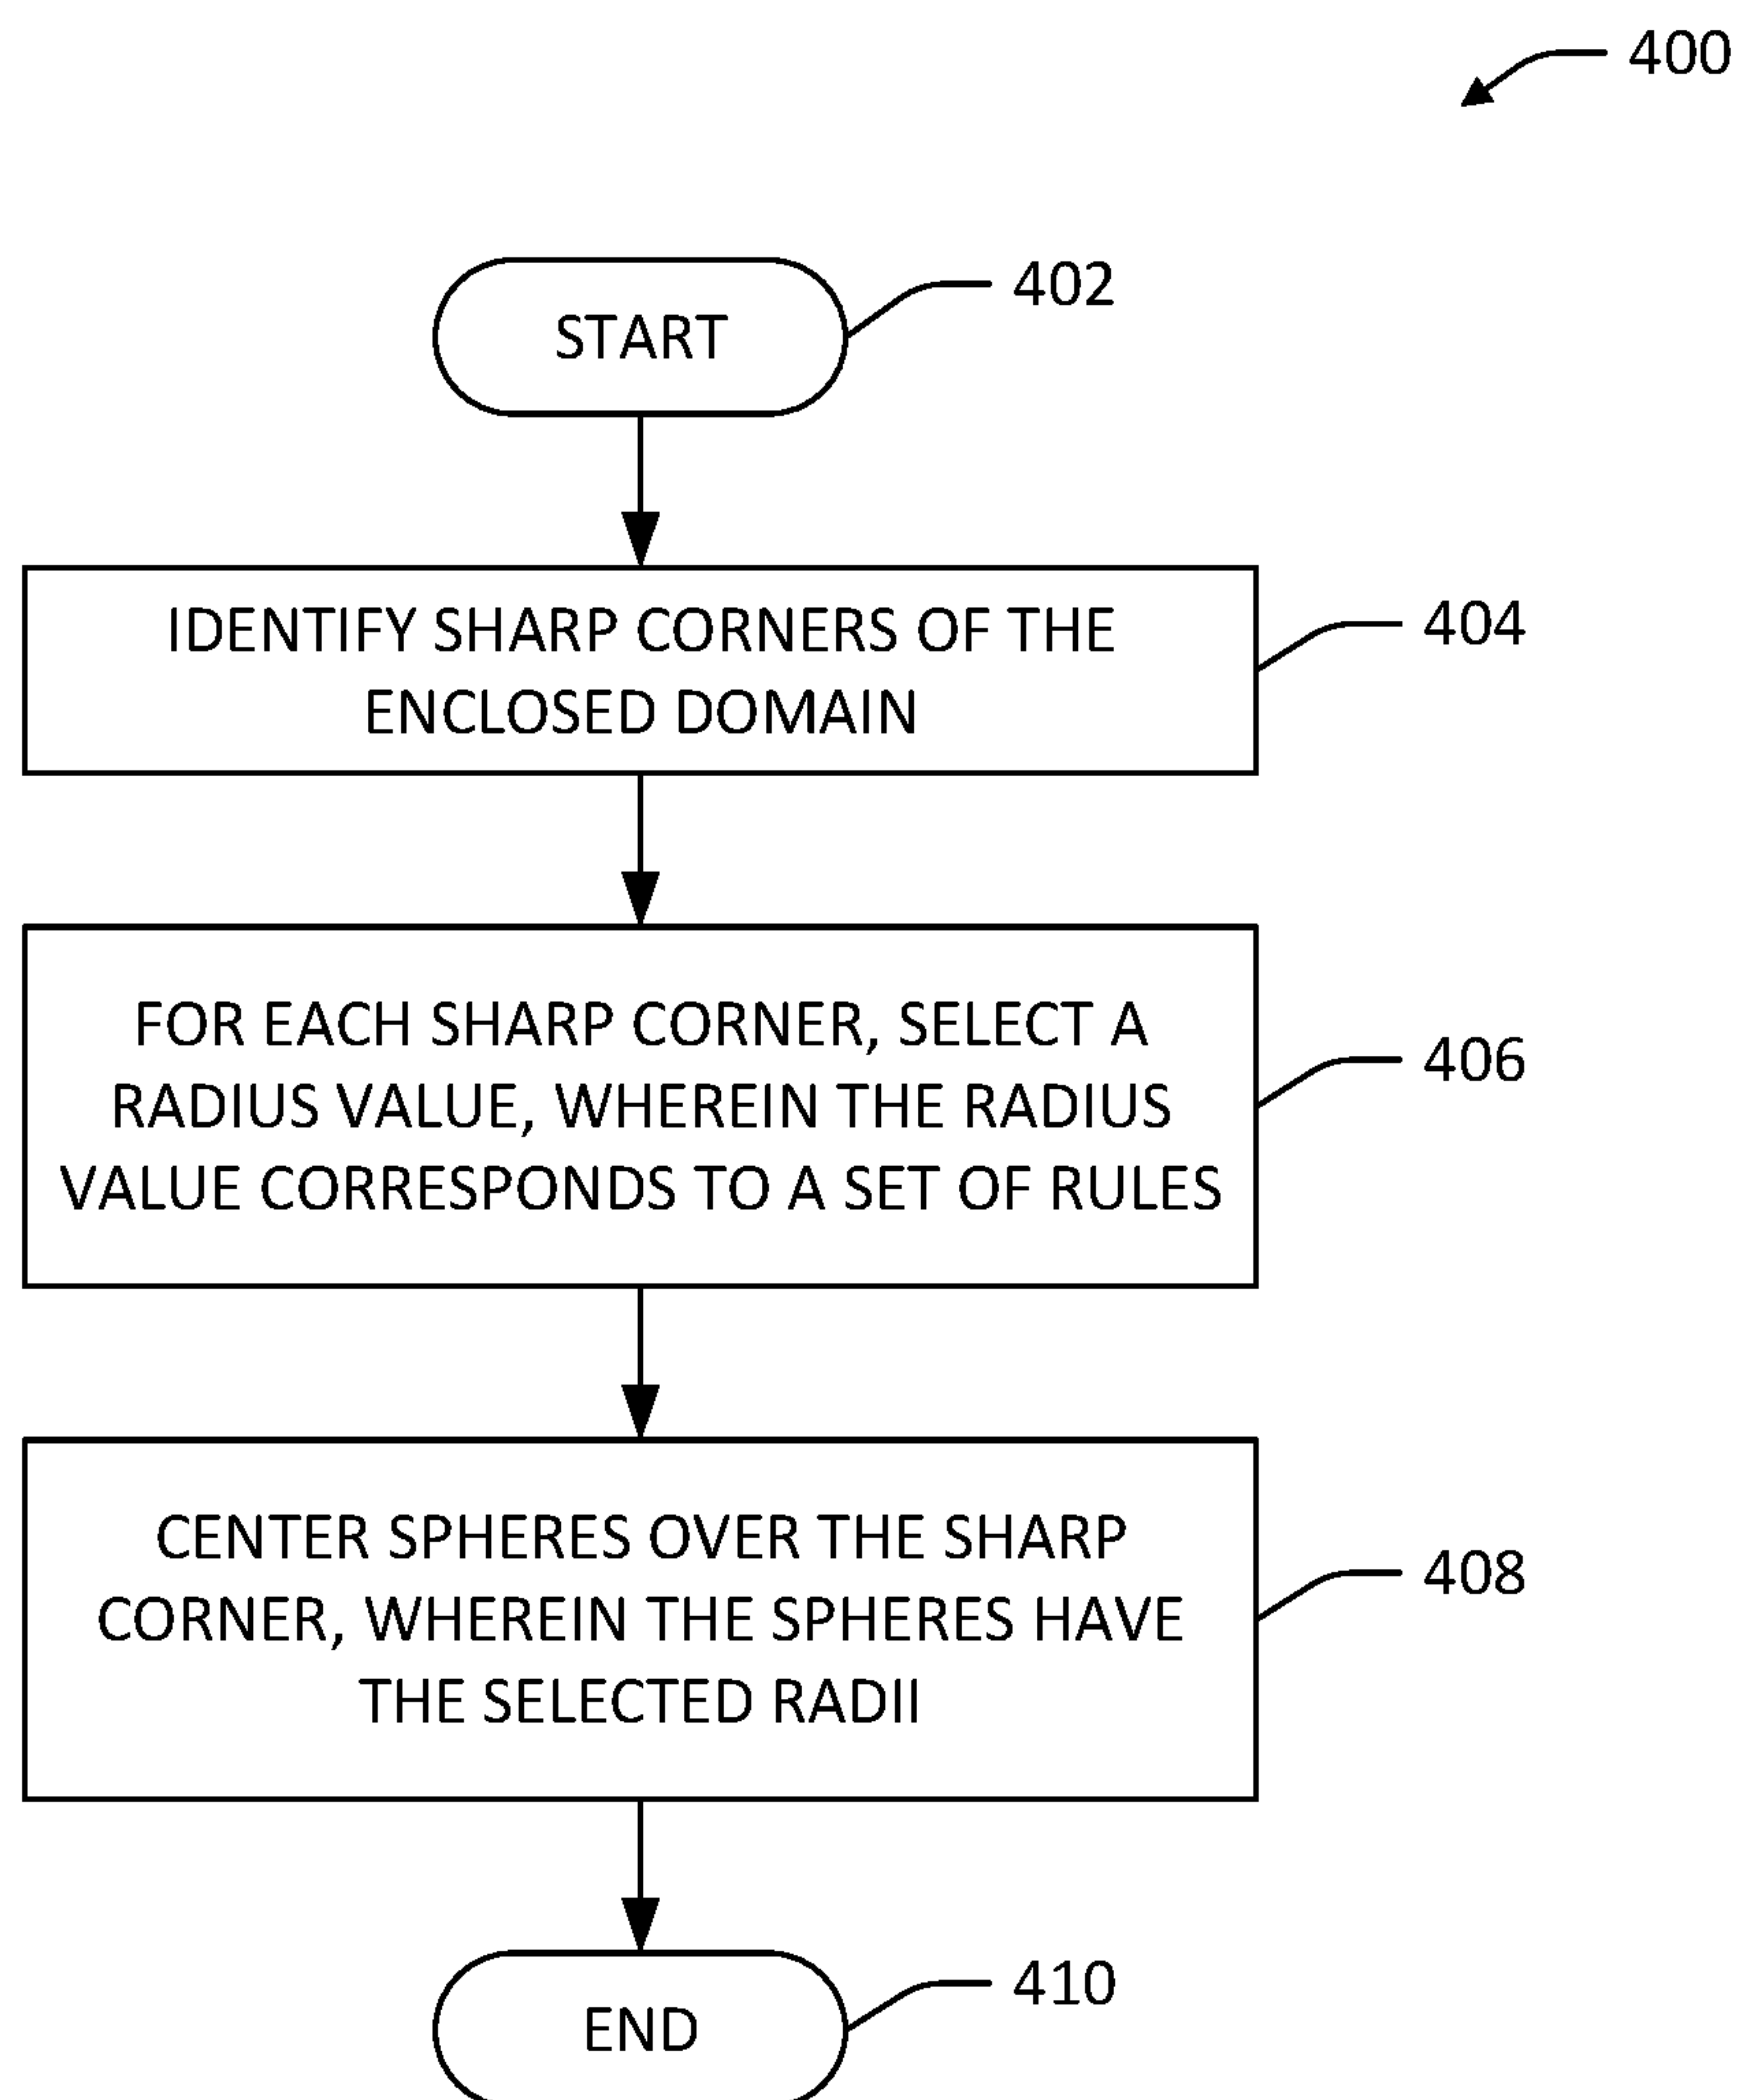 400
START
402
IDENTIFY SHARP CORNERS OF THE
ENCLOSED DOMAIN
404
FOR EACH SHARP CORNER, SELECT A
RADIUS VALUE, WHEREIN THE RADIUS
VALUE CORRESPONDS TO A SET OF RULES
406
CENTER SPHERES OVER THE SHARP
CORNER, WHEREIN THE SPHERES HAVE
THE SELECTED RADII
408
END
410